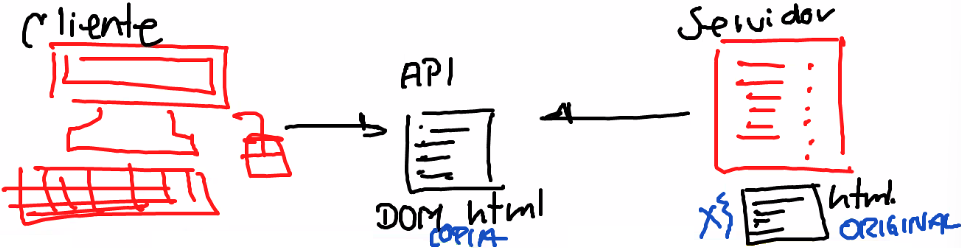 Cliente
Servidor
API
DOM html
COPIA
html.
ORIGINAL